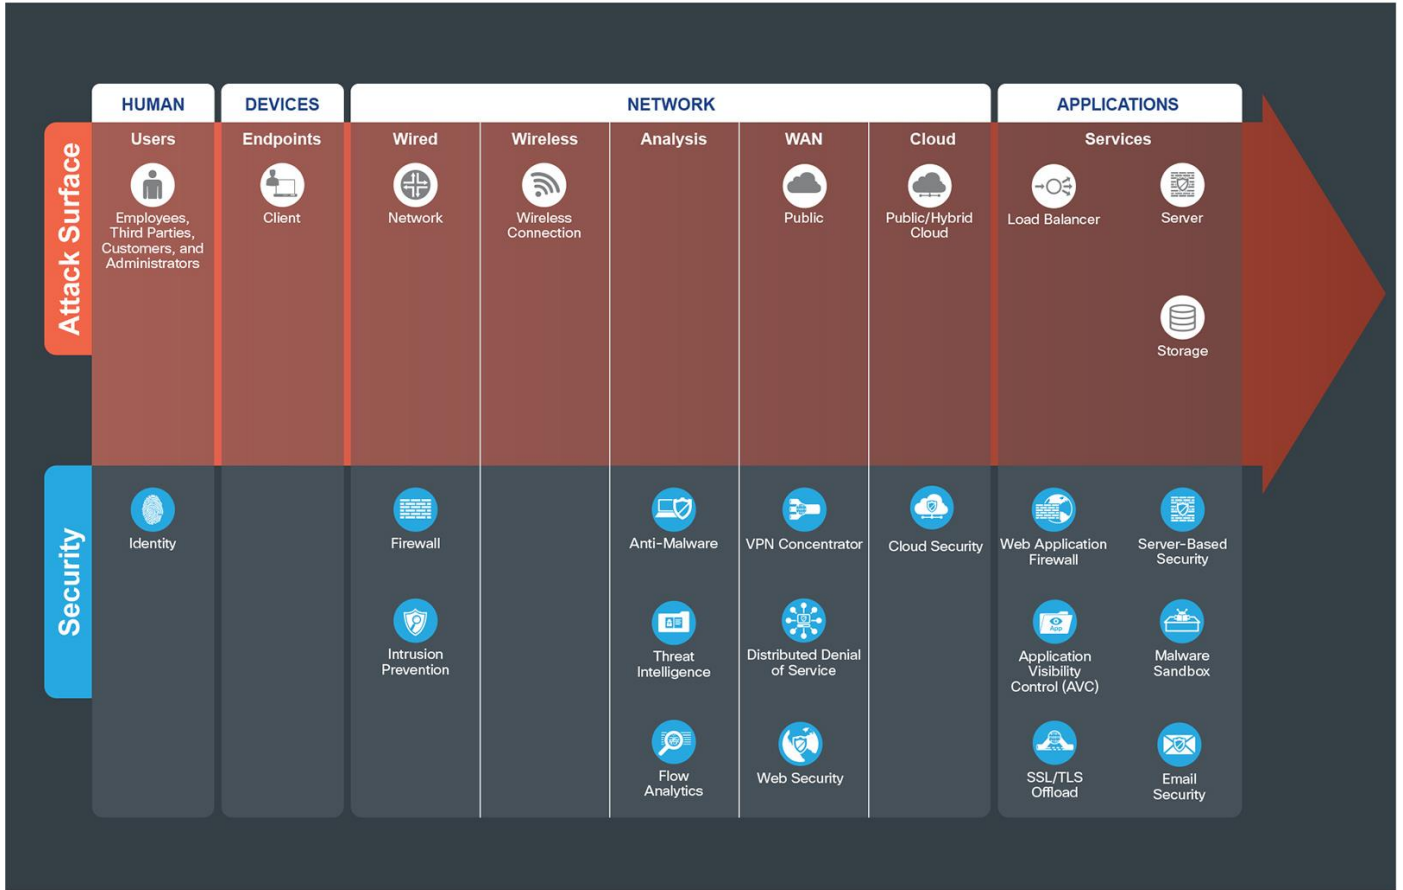 HUMAN
DEVICES
NETWORK
APPLICATIONS
Attack Surface
Users
Endpoints
Wired
Wireless
Analysis
WAN
Cloud
Services
Employees,
Third Parties,
Customers, and
Administrators
Client
Network
Wireless
Connection
Public
Public/Hybrid
Cloud
Load Balancer
Server
Storage
Security
Identity
Firewall
Anti-Malware
VPN Concentrator
Cloud Security
Web Application
Firewall
Server-Based
Security
Intrusion
Prevention
Threat
Intelligence
Distributed Denial
of Service
App
Application
Visibility
Control (AVC)
Malware
Sandbox
Flow
Analytics
Web Security
SSL/TLS
Offload
Email
Security